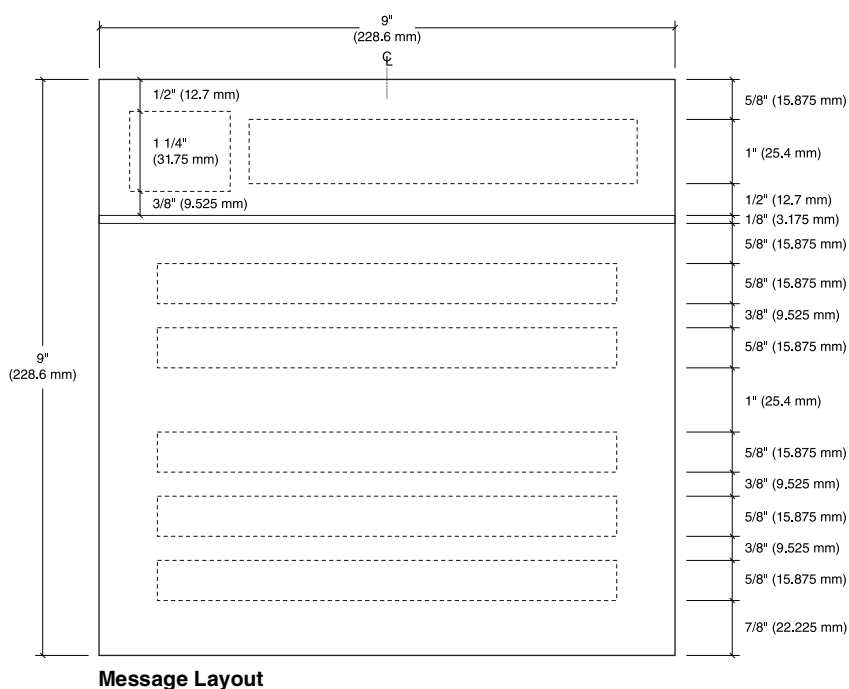 9"
(228.6 mm)
℄
1/2" (12.7 mm)
5/8" (15.875 mm)
1 1/4"
(31.75 mm)
1" (25.4 mm)
3/8" (9.525 mm)
1/2" (12.7 mm)
1/8" (3.175 mm)
5/8" (15.875 mm)
5/8" (15.875 mm)
3/8" (9.525 mm)
5/8" (15.875 mm)
9"
(228.6 mm)
1" (25.4 mm)
5/8" (15.875 mm)
3/8" (9.525 mm)
5/8" (15.875 mm)
3/8" (9.525 mm)
5/8" (15.875 mm)
7/8" (22.225 mm)
Message Layout